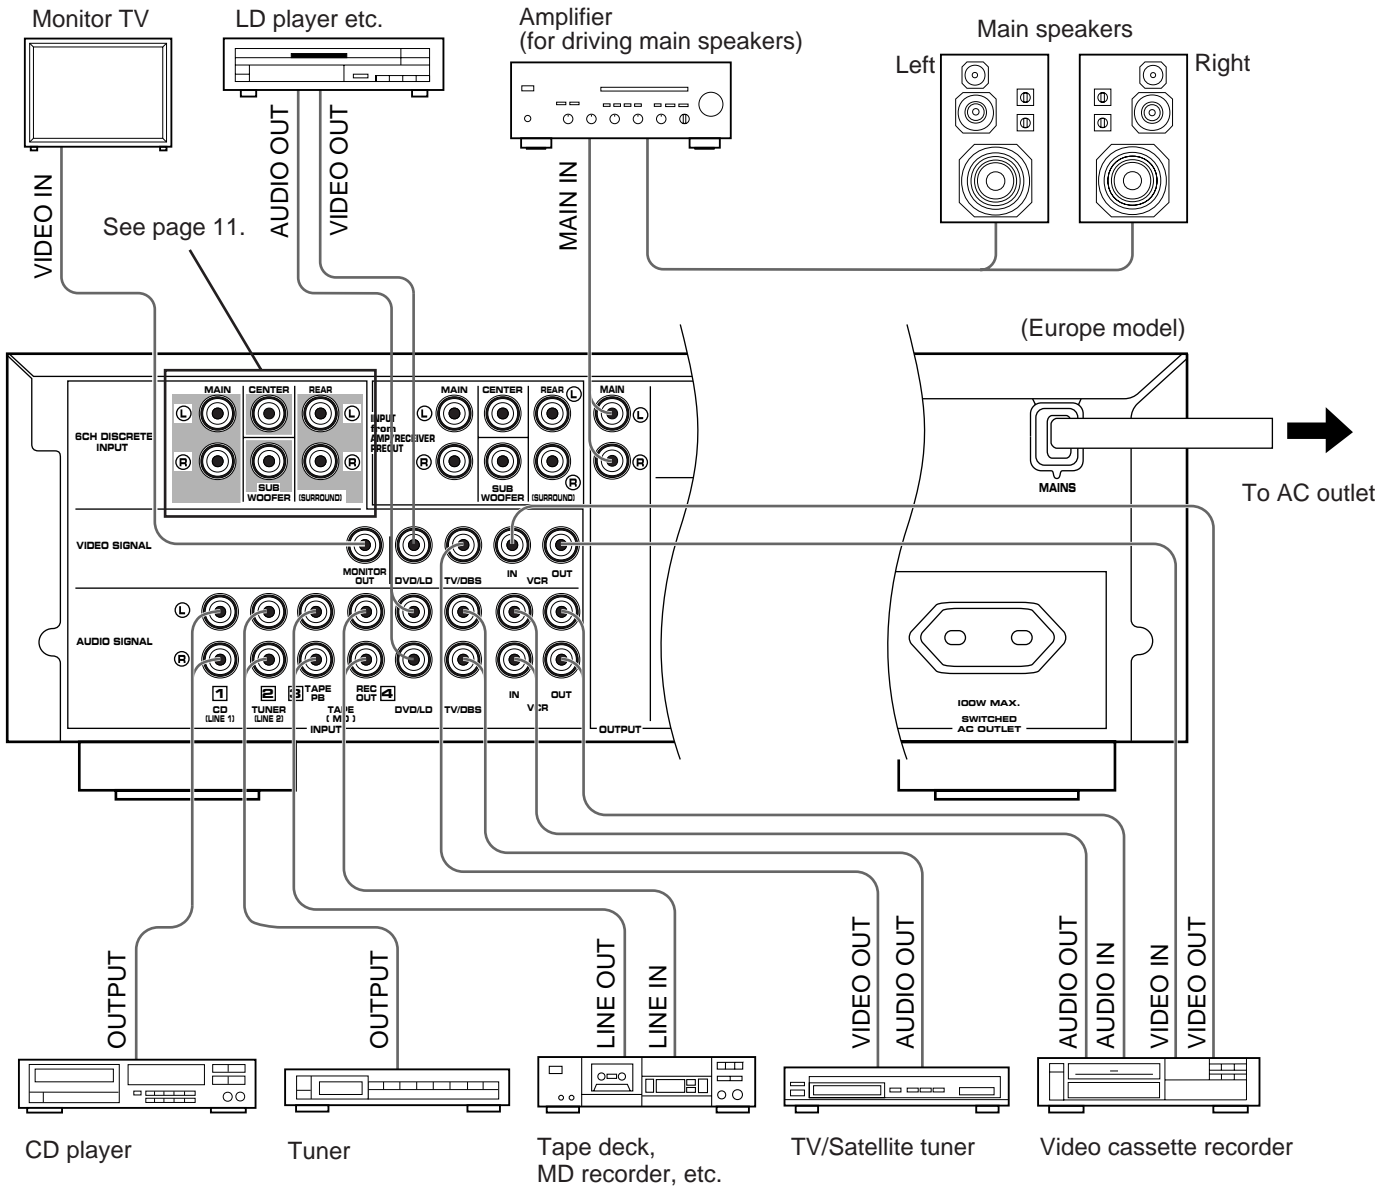 Monitor TV
LD player etc.
Amplifier
(for driving main speakers)
Main speakers
Left
Right
VIDEO IN
AUDIO OUT
VIDEO OUT
MAIN IN
See page 11.
(Europe model)
MAIN
CENTER
REAR
MAIN
CENTER
REAR
MAIN
L
L
L
L
L
6CH DISCRETE
INPUT
INPUT
from
AMP/RECEIVER
PREOUT
R
R
R
R
R
SUB
WOOFER
(SURROUND)
SUB
WOOFER
(SURROUND)
MAINS
To AC outlet
VIDEO SIGNAL
MONITOR
OUT
DVD/LD
TV/DBS
IN
OUT
VCR
AUDIO SIGNAL
L
R
1
CD
(LINE 1)
2
TUNER
(LINE 2)
3
TAPE
PB
REC
OUT
4
TAPE
( MD )
DVD/LD
TV/DBS
IN
OUT
VCR
INPUT
OUTPUT
100W MAX.
SWITCHED
AC OUTLET
OUTPUT
OUTPUT
LINE OUT
LINE IN
VIDEO OUT
AUDIO OUT
AUDIO OUT
AUDIO IN
VIDEO IN
VIDEO OUT
CD player
Tuner
Tape deck,
MD recorder, etc.
TV/Satellite tuner
Video cassette recorder